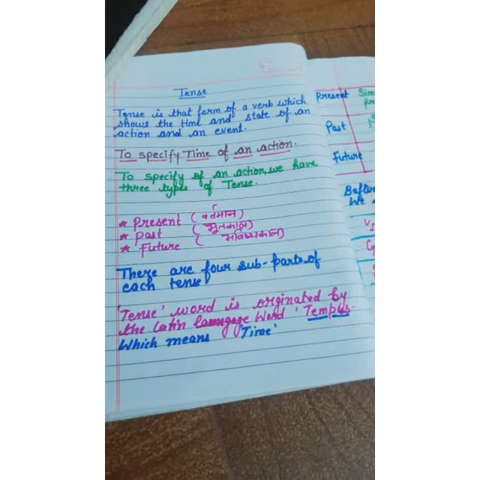 Tense
Tense is that form of a verb which
shows the time and state of an
action and an event.
To specify Time of an action.
To specify of an action, we have
three types of Tense.
* Present (वर्तमान)
* Past (भूतकाल)
* Future (भविष्यकाल)
There are four sub-parts of
each tense
'Tense' word is orginated by
the Latin language Word 'Tempus.
Which means 'Time'
Present
Past
Future
We